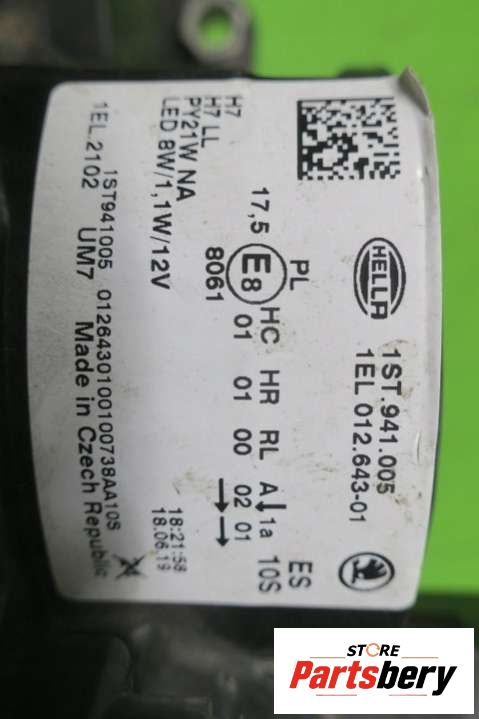 HELLA
1ST.941.005
1EL 012.643-01
PL HC HR RL A 1a ES
17,5 E8 01 01 00 02 01 10S
8061
H7
H7 LL
PY21W NA
LED 8W/1,1W/12V
18:21:58
18.06.19
1ST941005 0126430100100738AA10S
1EL.2102 UM7 Made in Czech Republic
STORE
Partsbery